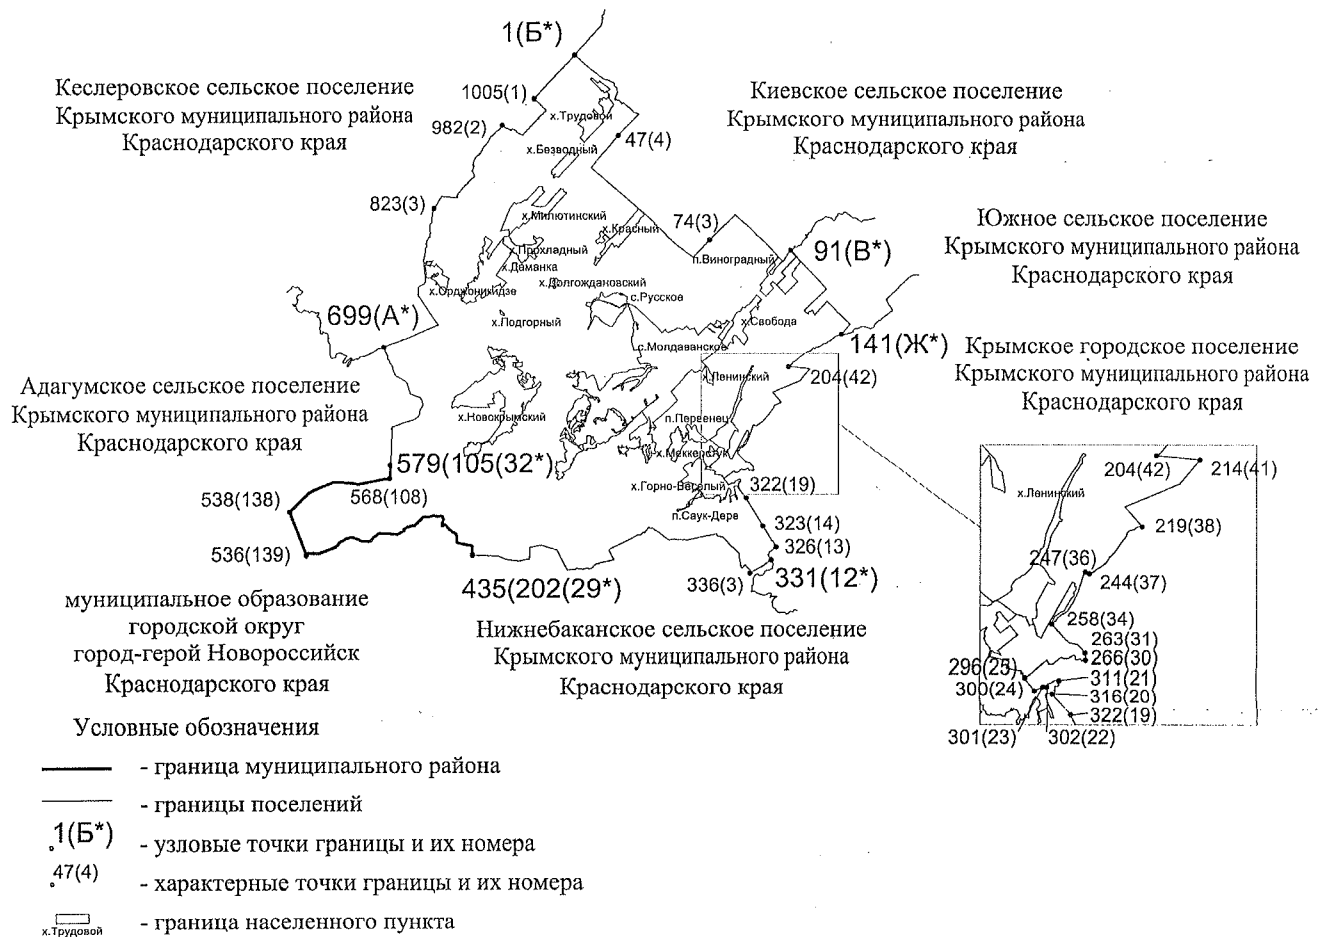 1(Б*)
Кеслеровское сельское поселение
Крымского муниципального района
Краснодарского края
1005(1)
982(2)
823(3)
х.Трудовой
х.Безводный
47(4)
Киевское сельское поселение
Крымского муниципального района
Краснодарского края
х.Милютинский
х.Красный
74(3)
п.Виноградный
91(В*)
Южное сельское поселение
Крымского муниципального района
Краснодарского края
х.Прохладный
х.Даманка
х.Долгождановский
х.Орджоникидзе
с.Русское
699(А*)
х.Подгорный
х.Свобода
с.Молдаванское
141(Ж*)
Крымское городское поселение
Крымского муниципального района
Краснодарского края
х.Ленинский
204(42)
Адагумское сельское поселение
Крымского муниципального района
Краснодарского края
х.Новокрымский
п.Первенец
х.Меккерстук
579(105(32*)
568(108)
538(138)
536(139)
х.Горно-Веселый
п.Саук-Дере
322(19)
323(14)
326(13)
331(12*)
336(3)
435(202(29*)
204(42)
214(41)
х.Ленинский
219(38)
247(36)
244(37)
258(34)
263(31)
266(30)
296(25)
300(24)
311(21)
316(20)
322(19)
301(23)
302(22)
муниципальное образование
городской округ
город-герой Новороссийск
Краснодарского края
Нижнебаканское сельское поселение
Крымского муниципального района
Краснодарского края
Условные обозначения
- граница муниципального района
- границы поселений
1(Б*)
- узловые точки границы и их номера
47(4)
- характерные точки границы и их номера
х.Трудовой
- граница населенного пункта